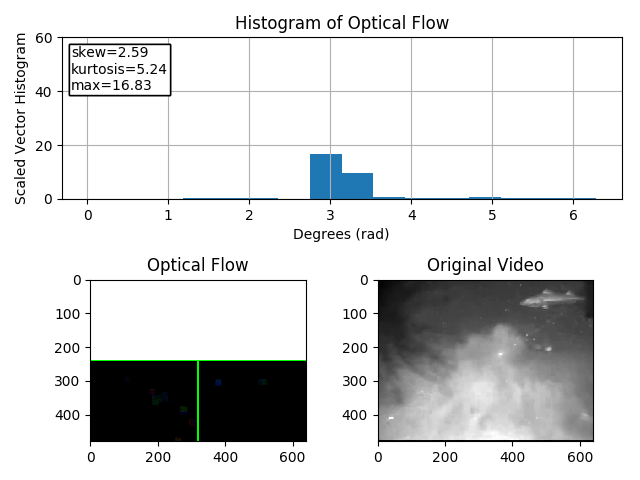 Histogram of Optical Flow
Scaled Vector Histogram
60
40
20
0
skew=2.59
kurtosis=5.24
max=16.83
0 1 2 3 4 5 6
Degrees (rad)
Optical Flow
0
100
200
300
400
0 200 400 600
Original Video
0
100
200
300
400
0 200 400 600